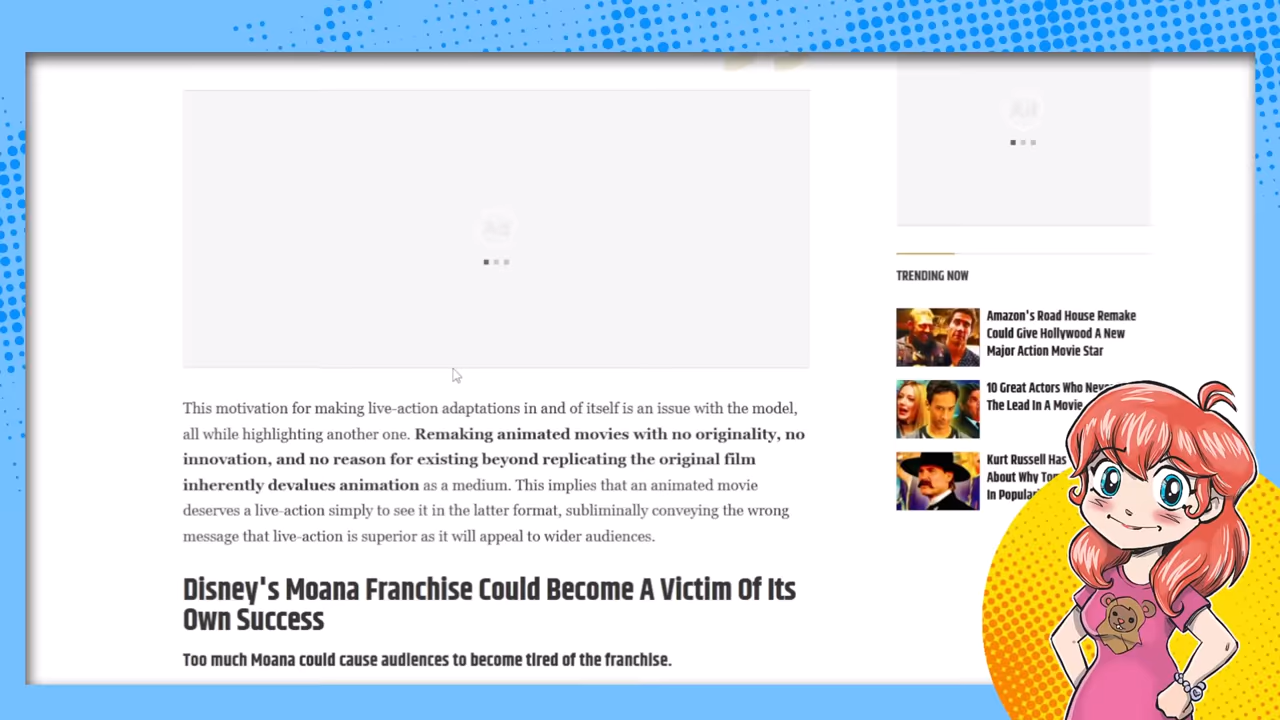 This motivation for making live-action adaptations in and of itself is an issue with the model,
all while highlighting another one. Remaking animated movies with no originality, no
innovation, and no reason for existing beyond replicating the original film
inherently devalues animation as a medium. This implies that an animated movie
deserves a live-action simply to see it in the latter format, subliminally conveying the wrong
message that live-action is superior as it will appeal to wider audiences.
Disney's Moana Franchise Could Become A Victim Of Its
Own Success
Too much Moana could cause audiences to become tired of the franchise.
TRENDING NOW
Amazon's Road House Remake
Could Give Hollywood A New
Major Action Movie Star
10 Great Actors Who
The Lead In A Movie
Kurt Russell Has
About Why
In